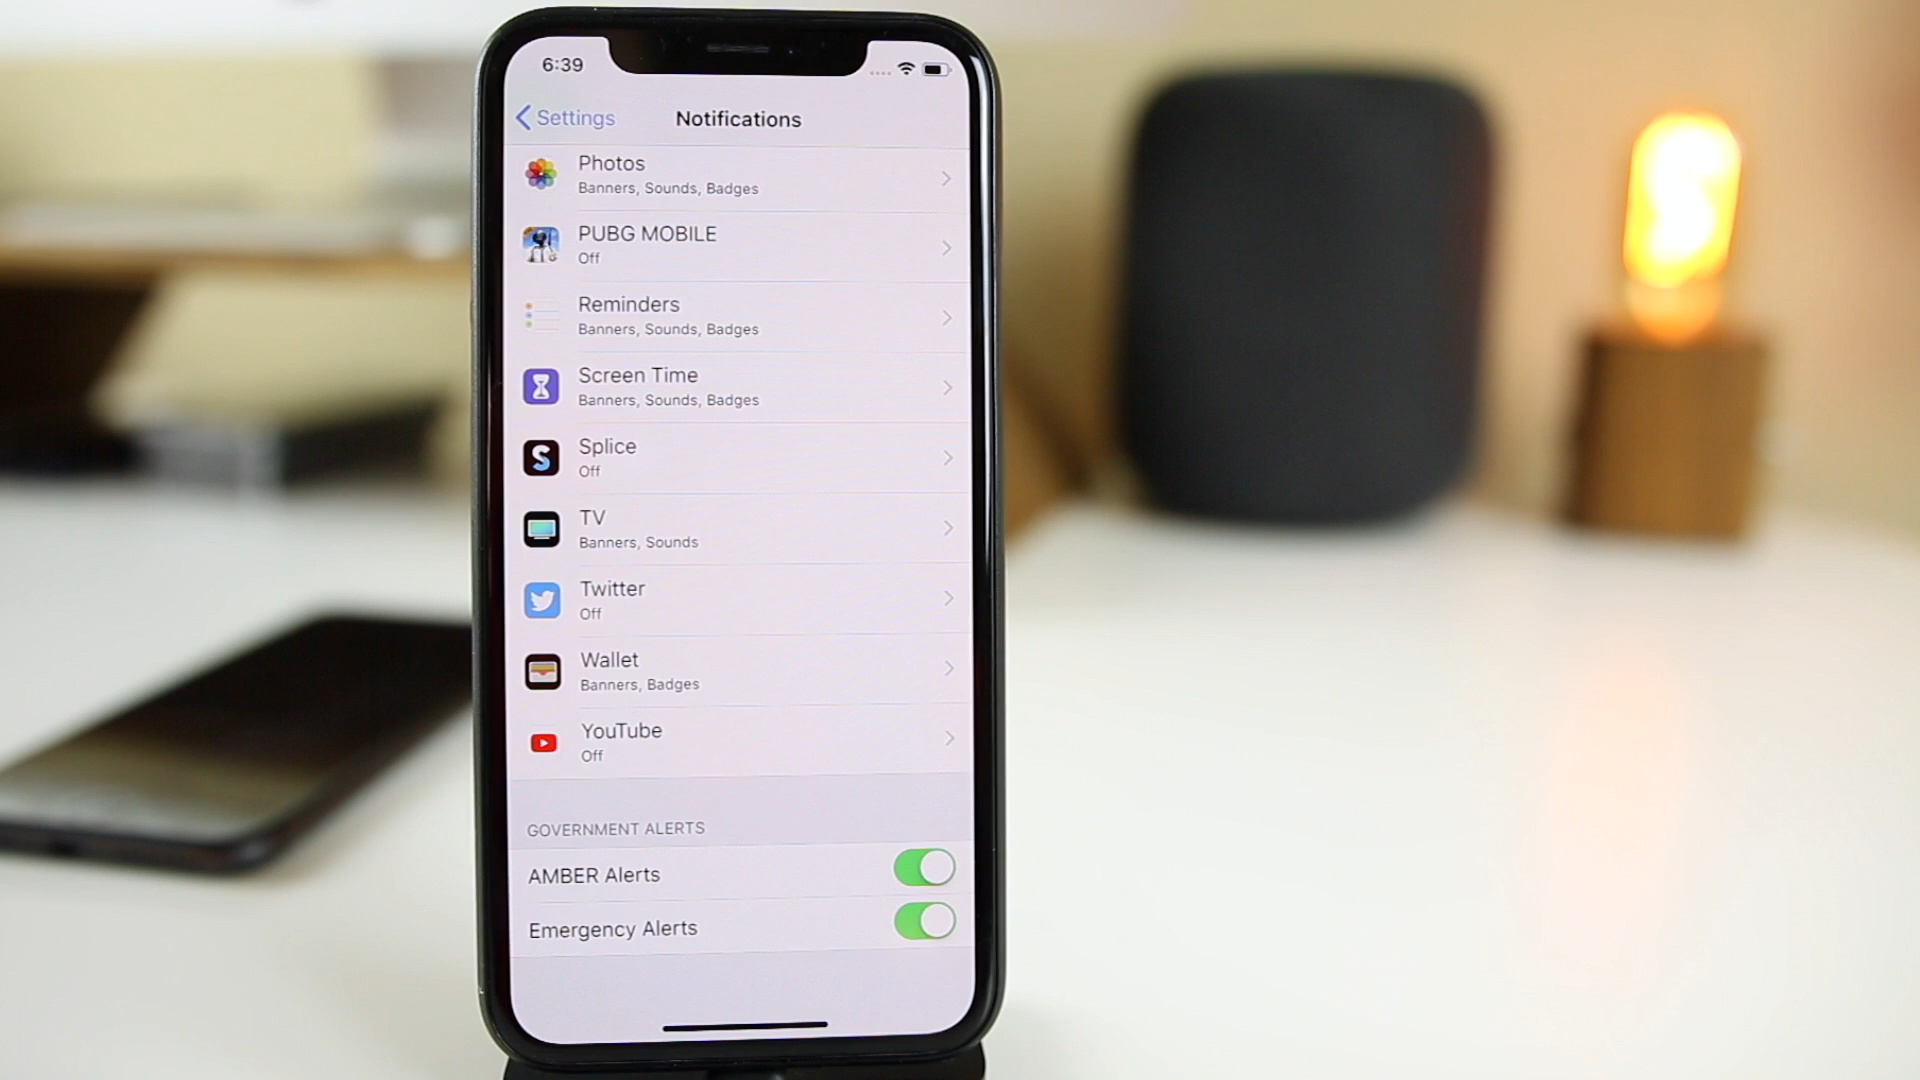 6:39
Settings
Notifications
Photos
Banners, Sounds, Badges
PUBG MOBILE
Off
Reminders
Banners, Sounds, Badges
Screen Time
Banners, Sounds, Badges
Splice
Off
TV
Banners, Sounds
Twitter
Off
Wallet
Banners, Badges
YouTube
Off
GOVERNMENT ALERTS
AMBER Alerts
Emergency Alerts